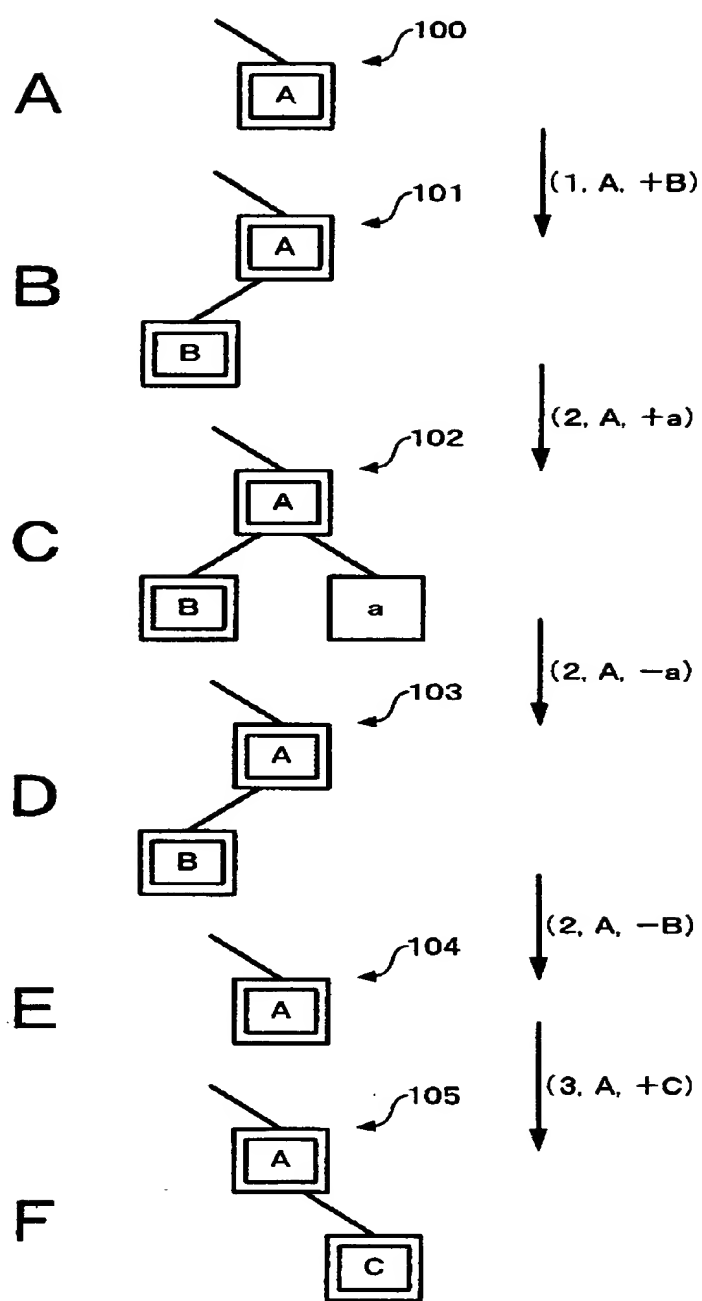 100
A
A
(1, A, +B)
101
A
B
B
(2, A, +a)
102
A
C
B
a
(2, A, −a)
103
A
D
B
(2, A, −B)
104
E
A
(3, A, +C)
105
A
F
C